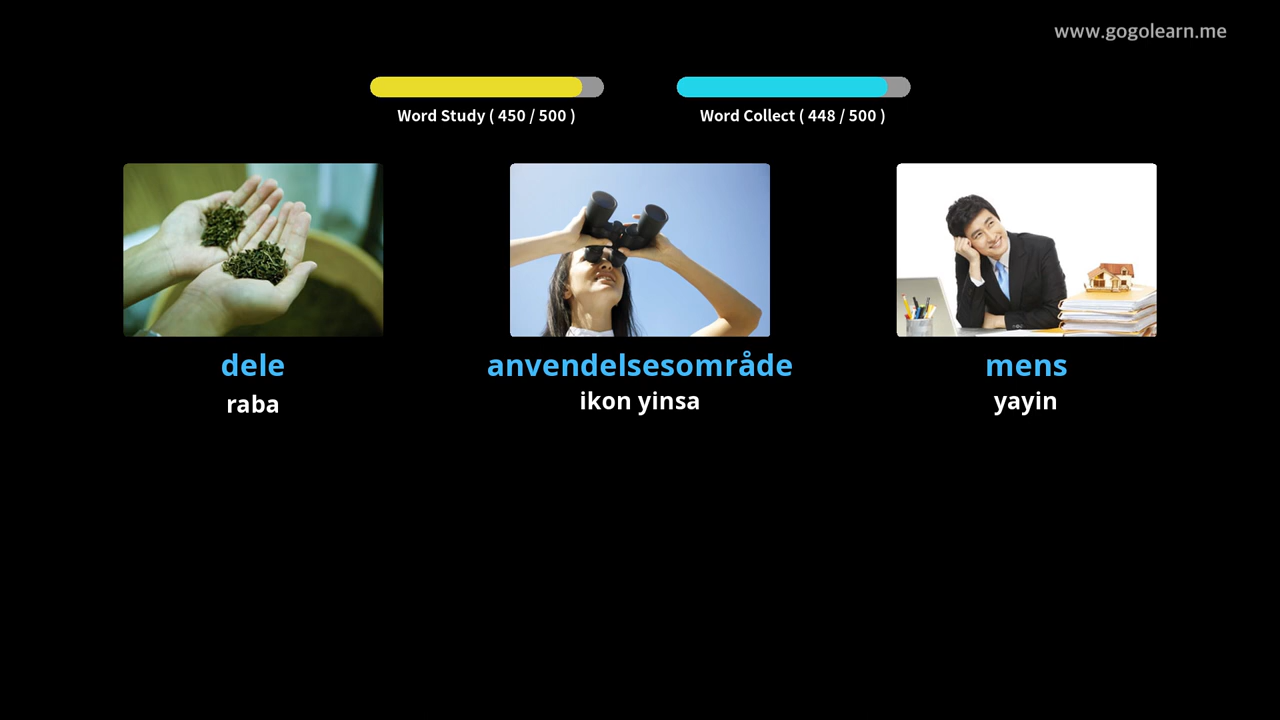 www.gogolearn.me
Word Study ( 450 / 500 )
Word Collect ( 448 / 500 )
dele
raba
anvendelsesområde
ikon yinsa
mens
yayin